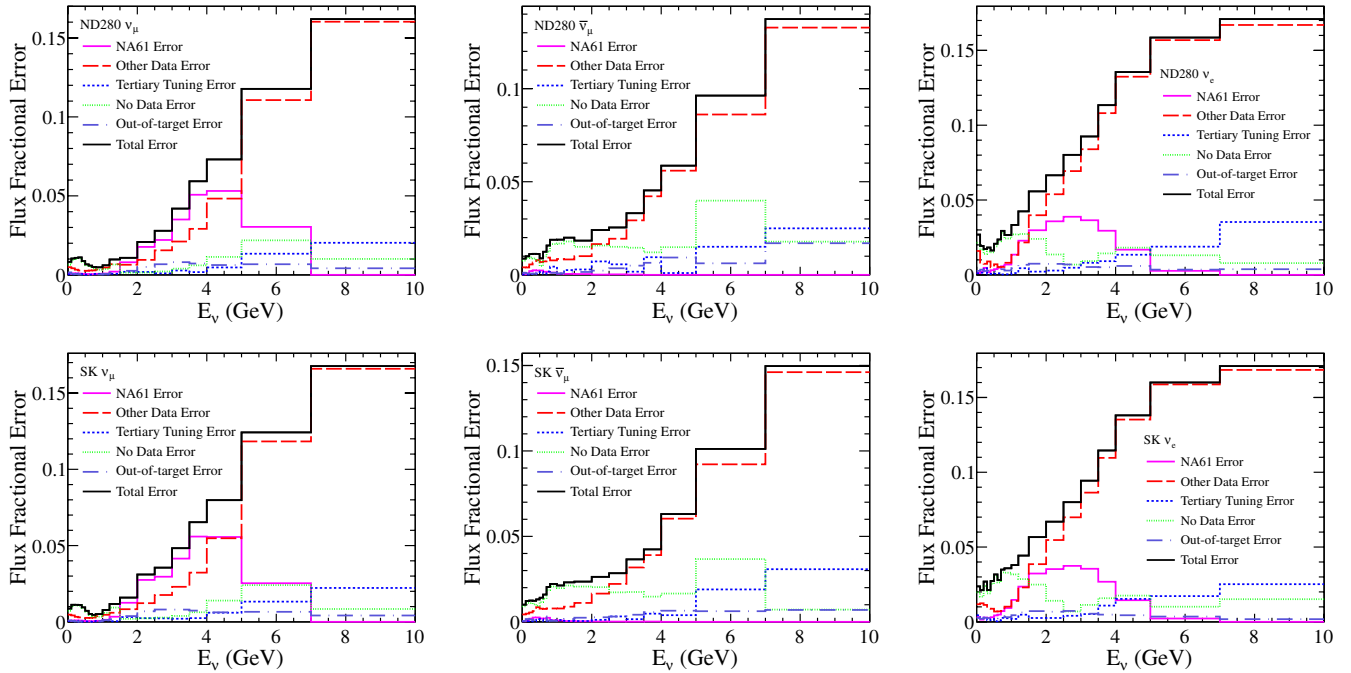 Flux Fractional Error
0.15
0.1
0.05
0
ND280 ν_μ
NA61 Error
Other Data Error
Tertiary Tuning Error
No Data Error
Out-of-target Error
Total Error
0 2 4 6 8 10
E_ν (GeV)
Flux Fractional Error
0.1
0.05
0
ND280 ν̅_μ
NA61 Error
Other Data Error
Tertiary Tuning Error
No Data Error
Out-of-target Error
Total Error
0 2 4 6 8 10
E_ν (GeV)
Flux Fractional Error
0.15
0.1
0.05
0
ND280 ν_e
NA61 Error
Other Data Error
Tertiary Tuning Error
No Data Error
Out-of-target Error
Total Error
0 2 4 6 8 10
E_ν (GeV)
Flux Fractional Error
0.15
0.1
0.05
0
SK ν_μ
NA61 Error
Other Data Error
Tertiary Tuning Error
No Data Error
Out-of-target Error
Total Error
0 2 4 6 8 10
E_ν (GeV)
Flux Fractional Error
0.15
0.1
0.05
0
SK ν̅_μ
NA61 Error
Other Data Error
Tertiary Tuning Error
No Data Error
Out-of-target Error
Total Error
0 2 4 6 8 10
E_ν (GeV)
Flux Fractional Error
0.15
0.1
0.05
0
SK ν_e
NA61 Error
Other Data Error
Tertiary Tuning Error
No Data Error
Out-of-target Error
Total Error
0 2 4 6 8 10
E_ν (GeV)